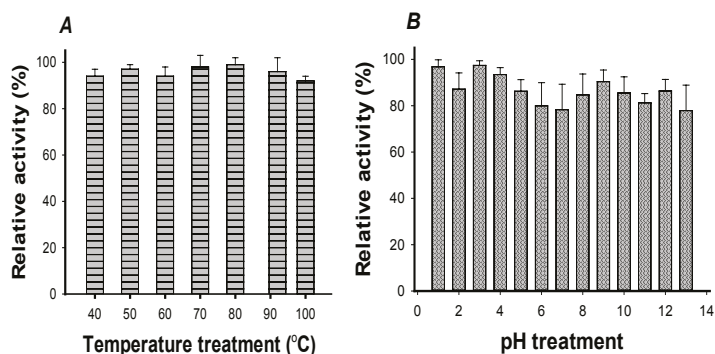 A
Relative activity (%)
100
80
60
40
20
0
40 50 60 70 80 90 100
Temperature treatment (°C)
B
Relative activity (%)
100
80
60
40
20
0
0 2 4 6 8 10 12 14
pH treatment